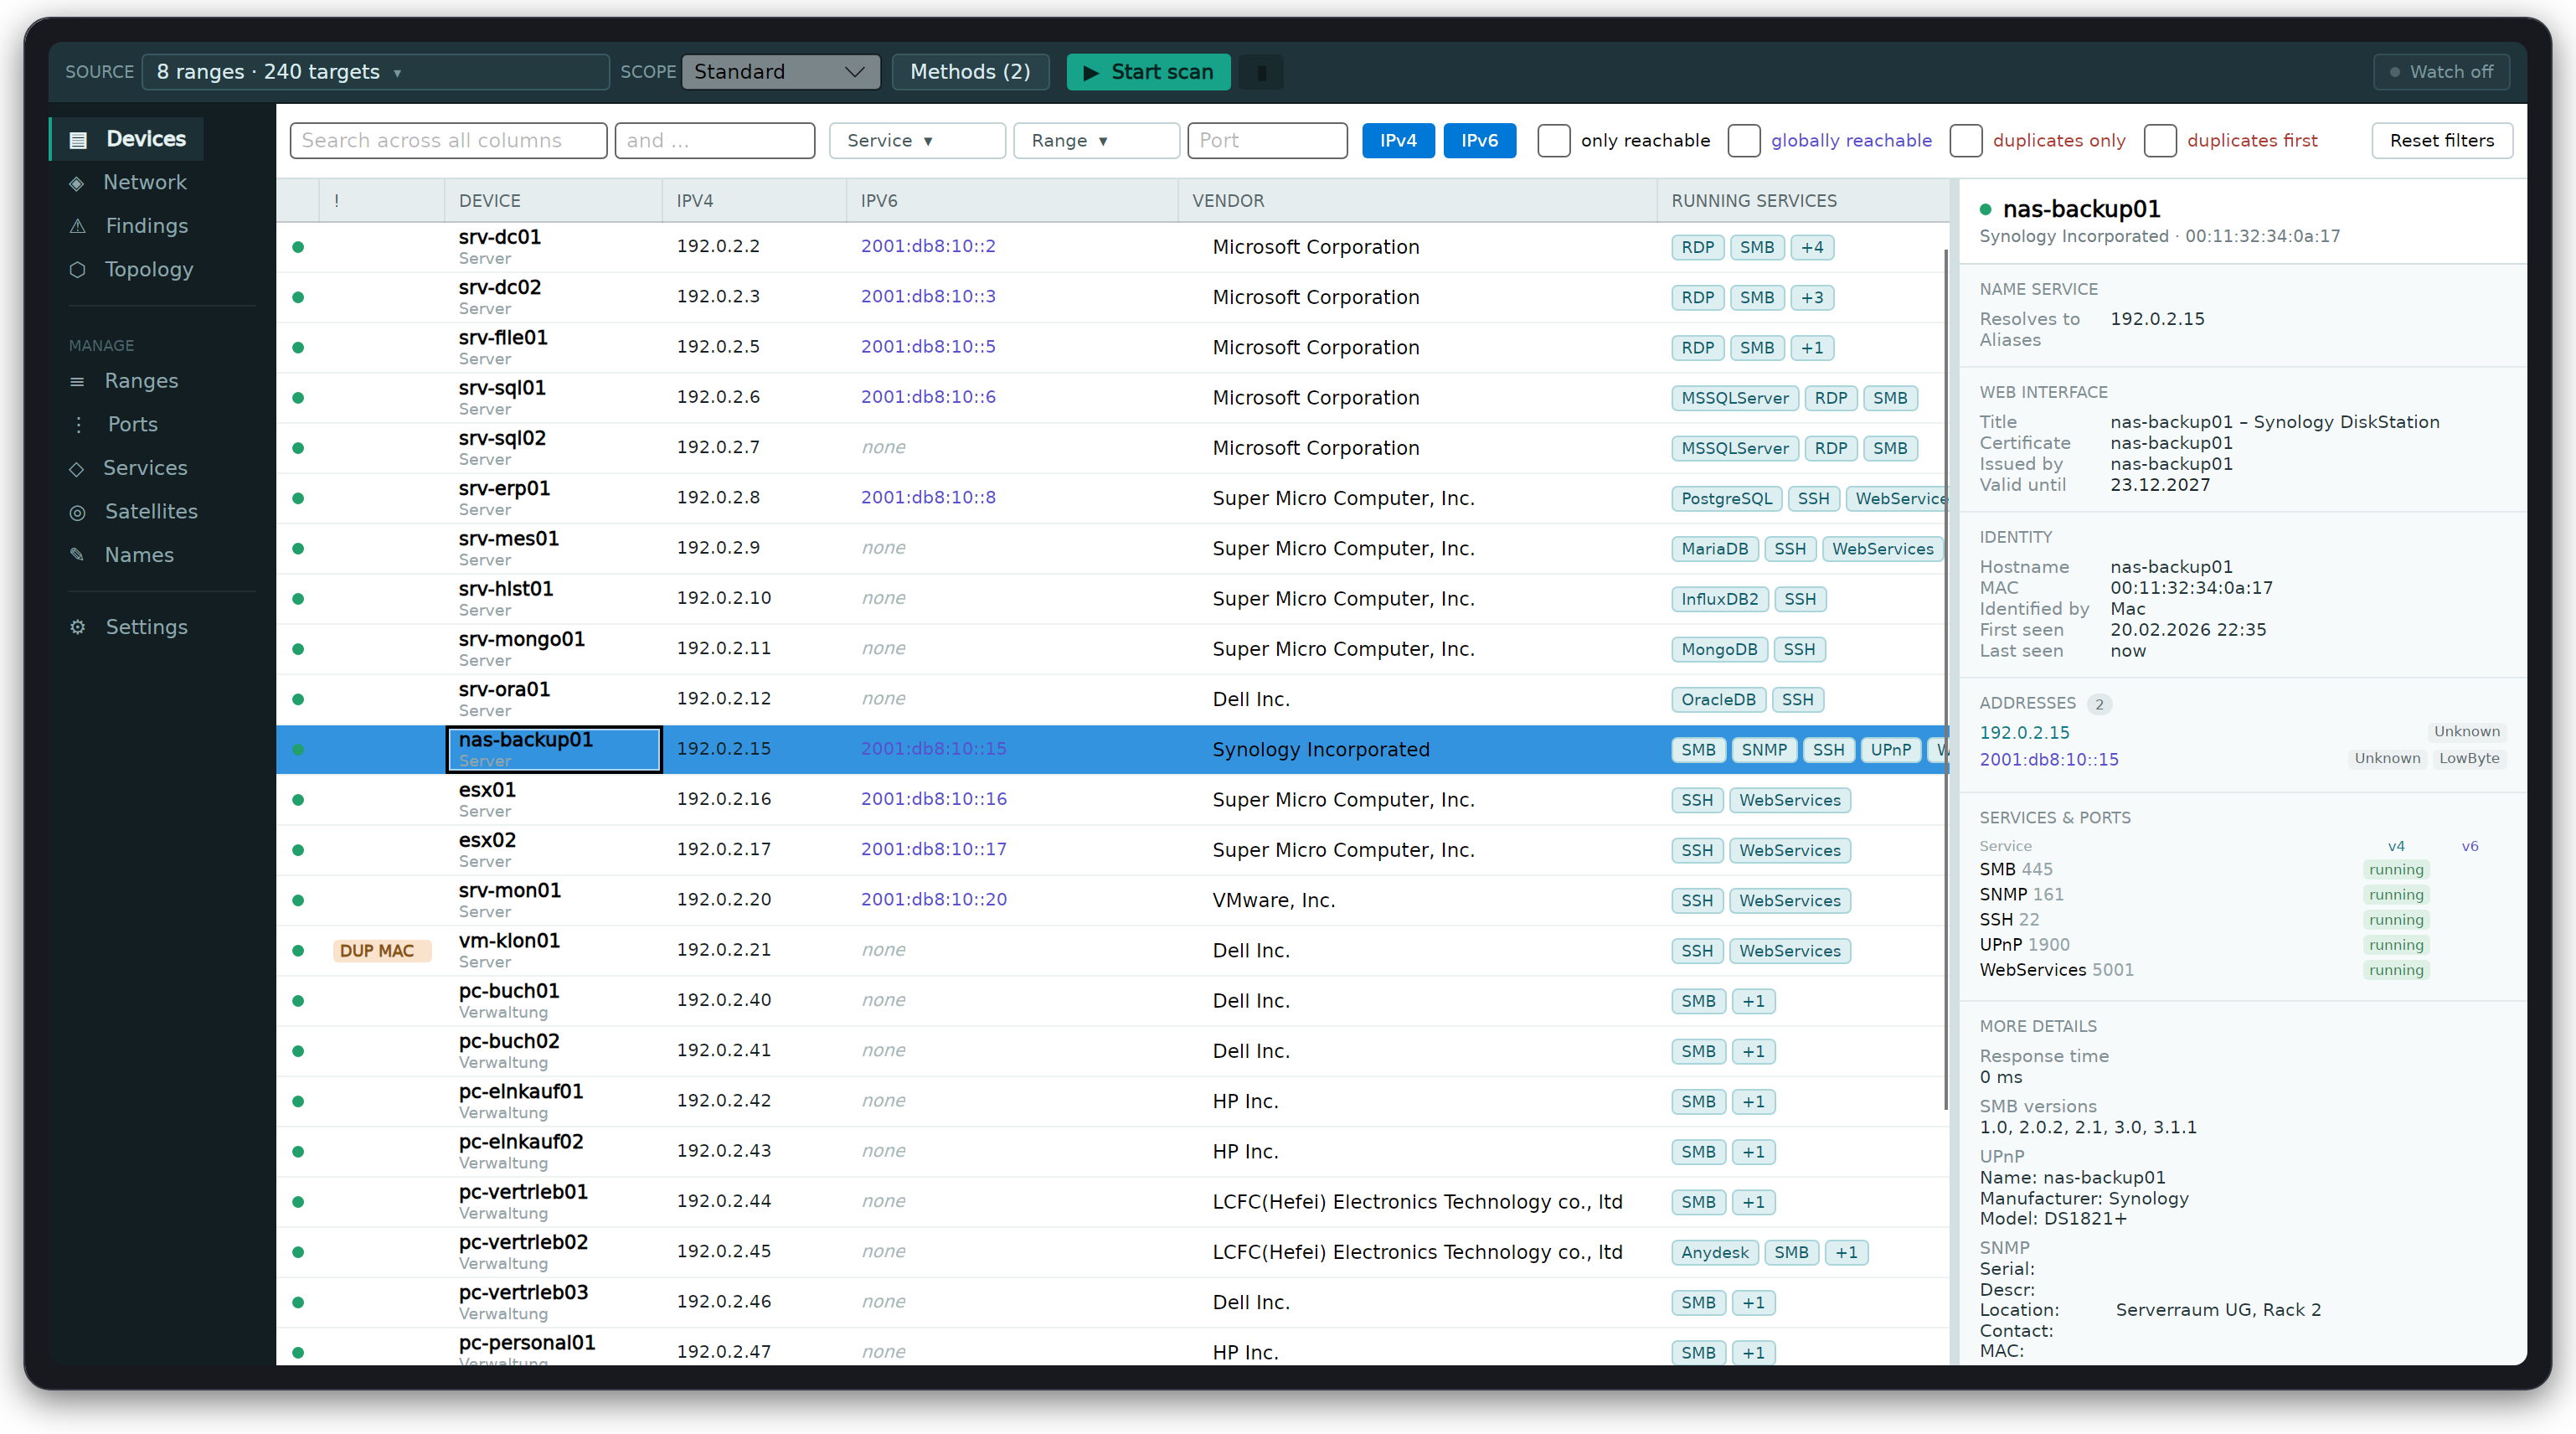 SOURCE 8 ranges · 240 targets ▾ SCOPE Standard Methods (2) ▶ Start scan Watch off
Devices
Network
Findings
Topology
MANAGE
Ranges
Ports
Services
Satellites
Names
Settings
Search across all columns and ... Service ▾ Range ▾ Port IPv4 IPv6 only reachable globally reachable duplicates only duplicates first Reset filters
! DEVICE IPV4 IPV6 VENDOR RUNNING SERVICES
srv-dc01 192.0.2.2 2001:db8:10::2 Microsoft Corporation RDP SMB +4
Server
srv-dc02 192.0.2.3 2001:db8:10::3 Microsoft Corporation RDP SMB +3
Server
srv-file01 192.0.2.5 2001:db8:10::5 Microsoft Corporation RDP SMB +1
Server
srv-sql01 192.0.2.6 2001:db8:10::6 Microsoft Corporation MSSQLServer RDP SMB
Server
srv-sql02 192.0.2.7 none Microsoft Corporation MSSQLServer RDP SMB
Server
srv-erp01 192.0.2.8 2001:db8:10::8 Super Micro Computer, Inc. PostgreSQL SSH WebService
Server
srv-mes01 192.0.2.9 none Super Micro Computer, Inc. MariaDB SSH WebServices
Server
srv-hist01 192.0.2.10 none Super Micro Computer, Inc. InfluxDB2 SSH
Server
srv-mongo01 192.0.2.11 none Super Micro Computer, Inc. MongoDB SSH
Server
srv-ora01 192.0.2.12 none Dell Inc. OracleDB SSH
Server
nas-backup01 192.0.2.15 2001:db8:10::15 Synology Incorporated SMB SNMP SSH UPnP W
Server
esx01 192.0.2.16 2001:db8:10::16 Super Micro Computer, Inc. SSH WebServices
Server
esx02 192.0.2.17 2001:db8:10::17 Super Micro Computer, Inc. SSH WebServices
Server
srv-mon01 192.0.2.20 2001:db8:10::20 VMware, Inc. SSH WebServices
Server
DUP MAC vm-klon01 192.0.2.21 none Dell Inc. SSH WebServices
Server
pc-buch01 192.0.2.40 none Dell Inc. SMB +1
Verwaltung
pc-buch02 192.0.2.41 none Dell Inc. SMB +1
Verwaltung
pc-einkauf01 192.0.2.42 none HP Inc. SMB +1
Verwaltung
pc-einkauf02 192.0.2.43 none HP Inc. SMB +1
Verwaltung
pc-vertrieb01 192.0.2.44 none LCFC(Hefei) Electronics Technology co., ltd SMB +1
Verwaltung
pc-vertrieb02 192.0.2.45 none LCFC(Hefei) Electronics Technology co., ltd Anydesk SMB +1
Verwaltung
pc-vertrieb03 192.0.2.46 none Dell Inc. SMB +1
Verwaltung
pc-personal01 192.0.2.47 none HP Inc. SMB +1
Verwaltung
nas-backup01
Synology Incorporated · 00:11:32:34:0a:17
NAME SERVICE
Resolves to 192.0.2.15
Aliases
WEB INTERFACE
Title nas-backup01 – Synology DiskStation
Certificate nas-backup01
Issued by nas-backup01
Valid until 23.12.2027
IDENTITY
Hostname nas-backup01
MAC 00:11:32:34:0a:17
Identified by Mac
First seen 20.02.2026 22:35
Last seen now
ADDRESSES 2
192.0.2.15 Unknown
2001:db8:10::15 Unknown LowByte
SERVICES & PORTS
Service v4 v6
SMB 445 running
SNMP 161 running
SSH 22 running
UPnP 1900 running
WebServices 5001 running
MORE DETAILS
Response time
0 ms
SMB versions
1.0, 2.0.2, 2.1, 3.0, 3.1.1
UPnP
Name: nas-backup01
Manufacturer: Synology
Model: DS1821+
SNMP
Serial:
Descr:
Location: Serverraum UG, Rack 2
Contact:
MAC: